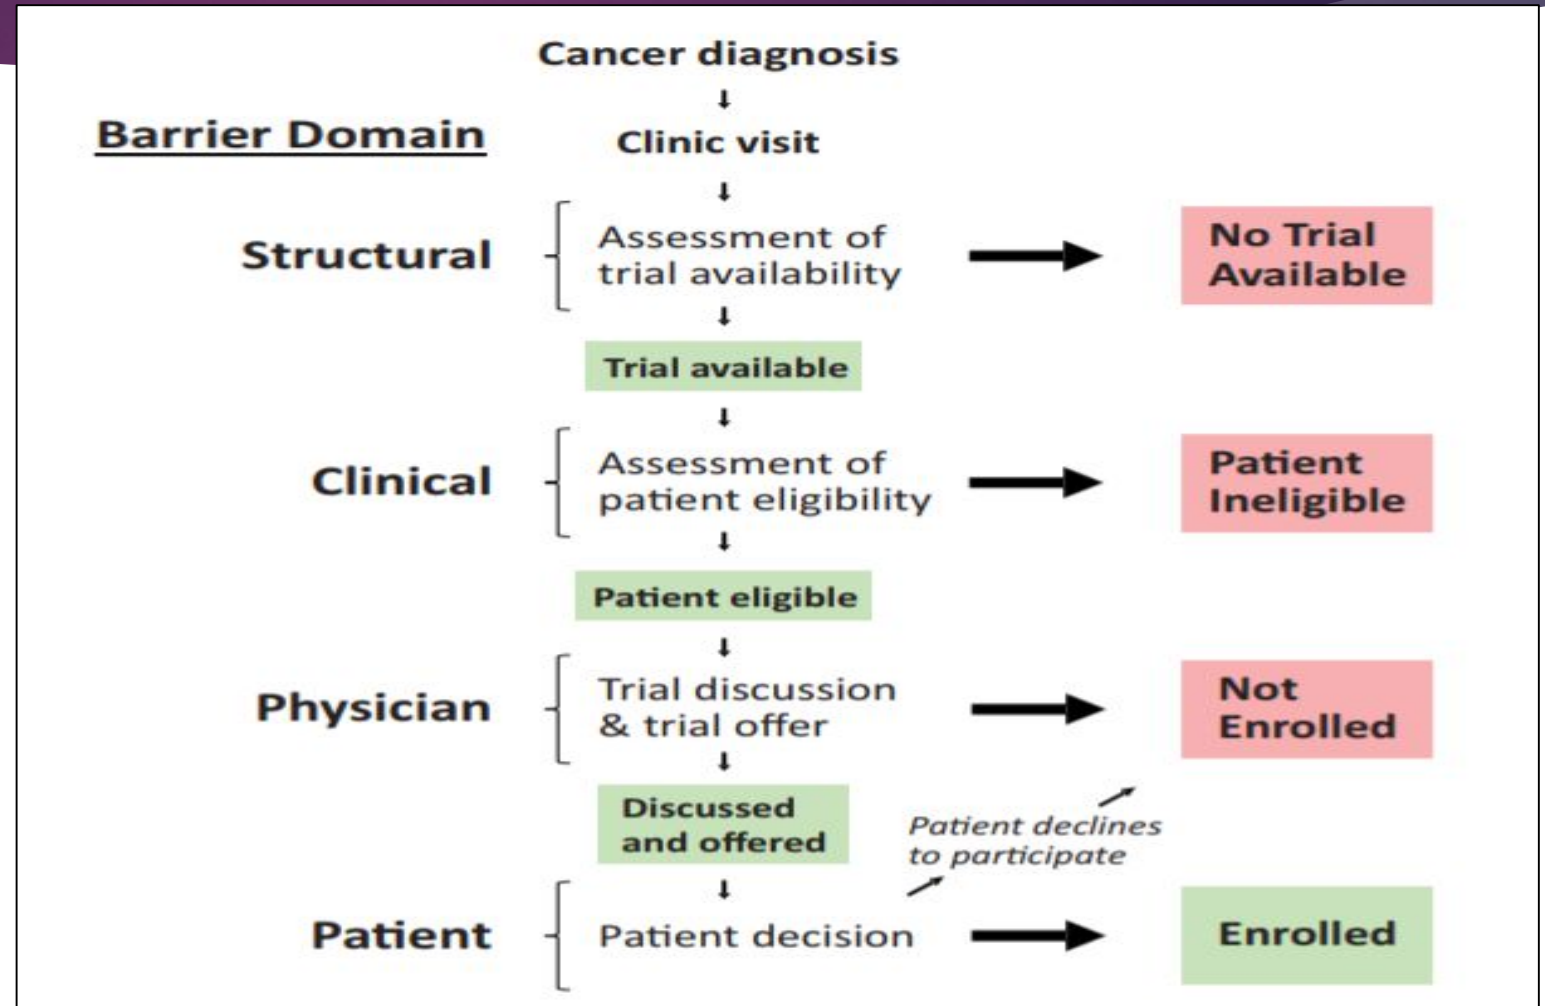 Cancer diagnosis
Barrier Domain
Clinic visit
Structural
Assessment of
trial availability
No Trial
Available
Trial available
Clinical
Assessment of
patient eligibility
Patient
Ineligible
Patient eligible
Physician
Trial discussion
& trial offer
Not
Enrolled
Discussed
and offered
Patient declines
to participate
Patient
Patient decision
Enrolled